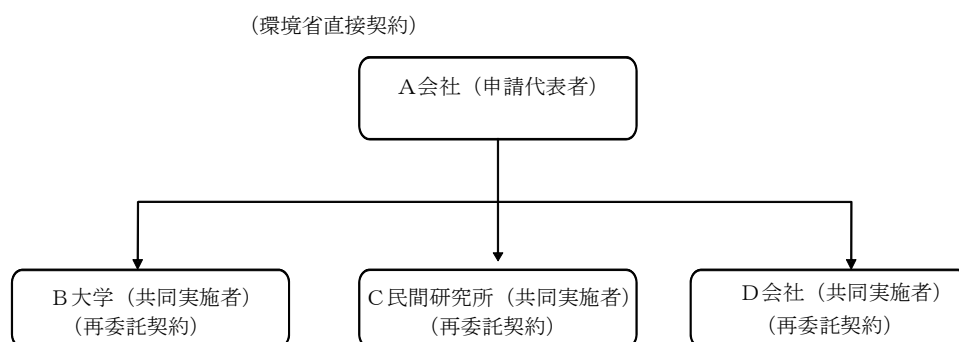 (環境省直接契約)
A会社(申請代表者)
B大学(共同実施者)
(再委託契約)
C民間研究所(共同実施者)
(再委託契約)
D会社(共同実施者)
(再委託契約)